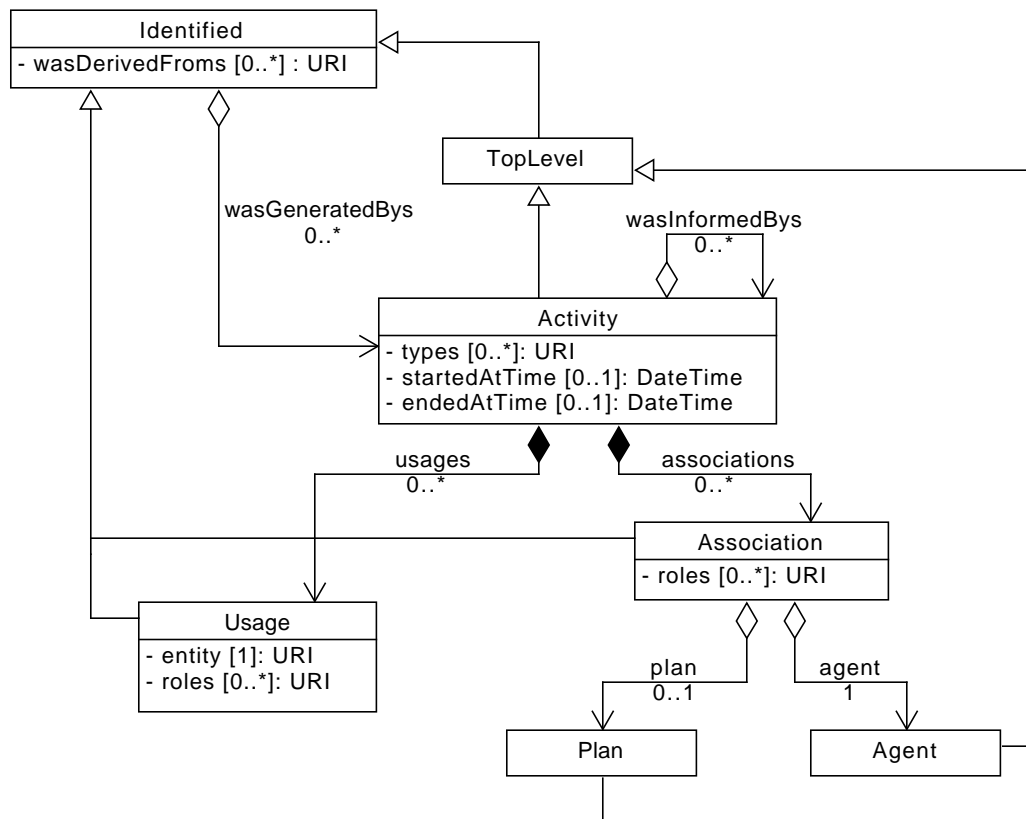 Identified
- wasDerivedFroms [0..*] : URI
TopLevel
wasGeneratedBys
0..*
wasInformedBys
0..*
Activity
- types [0..*]: URI
- startedAtTime [0..1]: DateTime
- endedAtTime [0..1]: DateTime
usages
0..*
associations
0..*
Association
- roles [0..*]: URI
Usage
- entity [1]: URI
- roles [0..*]: URI
plan
0..1
agent
1
Plan
Agent